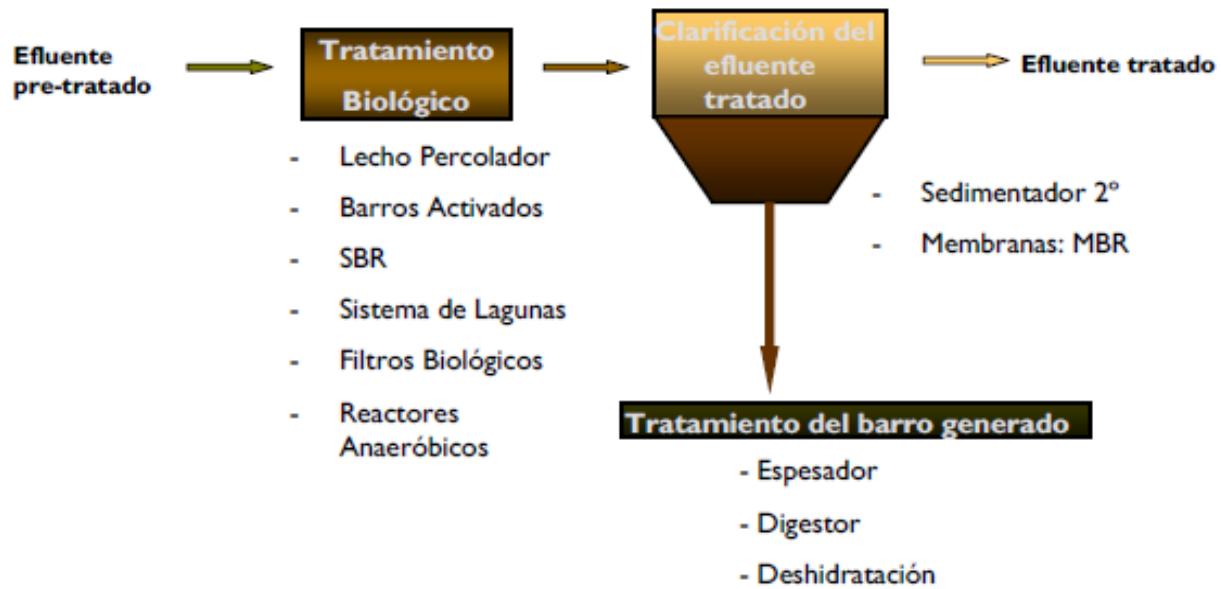 Efluente
pre-tratado
Tratamiento
Biológico
Clarificación del
efluente
tratado
Efluente tratado
- Lecho Percolador
- Barros Activados
- SBR
- Sistema de Lagunas
- Filtros Biológicos
- Reactores
Anaeróbicos
- Sedimentador 2º
- Membranas: MBR
Tratamiento del barro generado
- Espesador
- Digestor
- Deshidratación